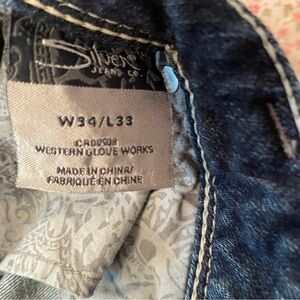 Silver
JEANS CO.
W34/L33
CA00508
WESTERN GLOVE WORKS
MADE IN CHINA/
FABRIQUÉ EN CHINE